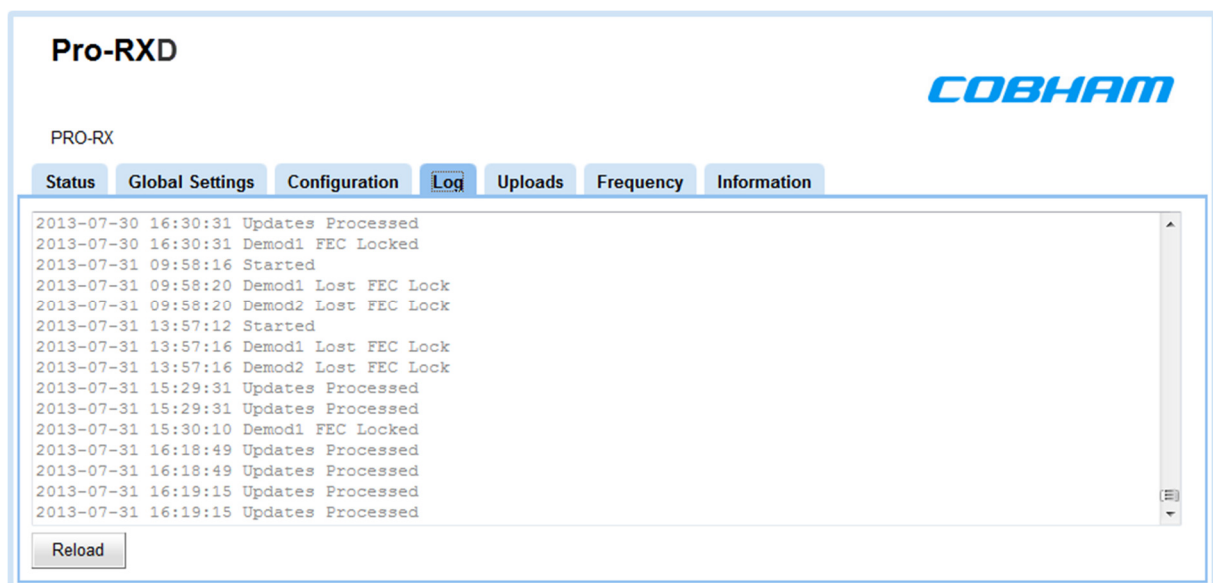 Pro-RXD
COBHAM
PRO-RX
Status Global Settings Configuration Log Uploads Frequency Information
2013-07-30 16:30:31 Updates Processed
2013-07-30 16:30:31 Demod1 FEC Locked
2013-07-31 09:58:16 Started
2013-07-31 09:58:20 Demod1 Lost FEC Lock
2013-07-31 09:58:20 Demod2 Lost FEC Lock
2013-07-31 13:57:12 Started
2013-07-31 13:57:16 Demod1 Lost FEC Lock
2013-07-31 13:57:16 Demod2 Lost FEC Lock
2013-07-31 15:29:31 Updates Processed
2013-07-31 15:29:31 Updates Processed
2013-07-31 15:30:10 Demod1 FEC Locked
2013-07-31 16:18:49 Updates Processed
2013-07-31 16:18:49 Updates Processed
2013-07-31 16:19:15 Updates Processed
2013-07-31 16:19:15 Updates Processed
Reload